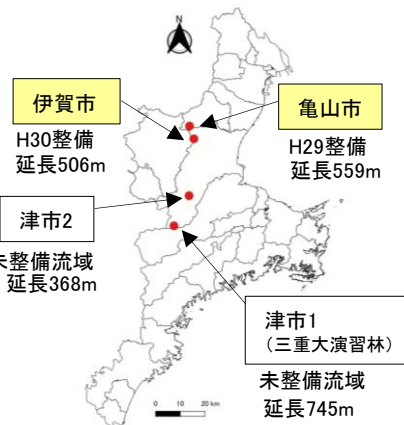 N
伊賀市
H30整備
延長506m
亀山市
H29整備
延長559m
津市2
未整備流域
延長368m
津市1
（三重大演習林）
未整備流域
延長745m
0 10 20 km